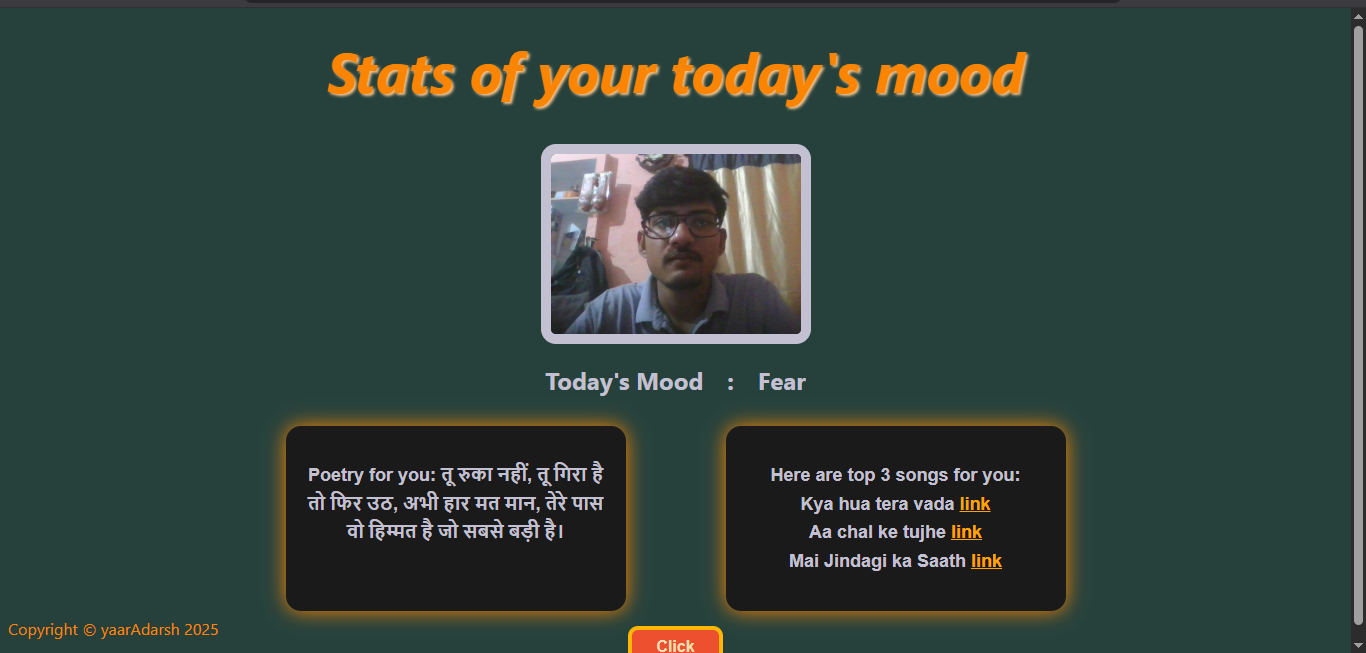 Stats of your today's mood
Today's Mood : Fear
Poetry for you: तू रुका नहीं, तू गिरा है
तो फिर उठ, अभी हार मत मान, तेरे पास
वो हिम्मत है जो सबसे बड़ी है।
Here are top 3 songs for you:
Kya hua tera vada link
Aa chal ke tujhe link
Mai Jindagi ka Saath link
Copyright © yaarAdarsh 2025
Click